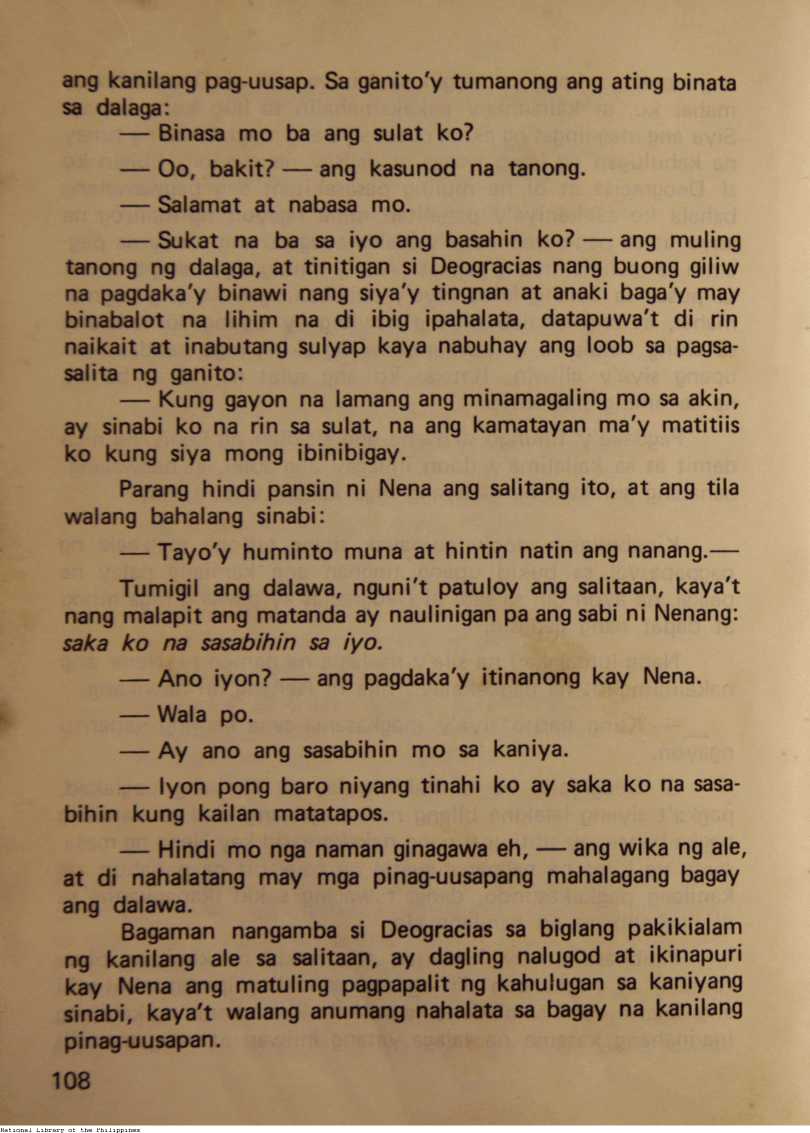 ang kanilang pag-uusap. Sa ganito'y tumanong ang ating binata
sa dalaga:
— Binasa mo ba ang sulat ko?
— Oo, bakit? — ang kasunod na tanong.
— Salamat at nabasa mo.
— Sukat na ba sa iyo ang basahin ko? — ang muling
tanong ng dalaga, at tinitigan si Deogracias nang buong giliw
na pagdaka'y binawi nang siya'y tingnan at anaki baga'y may
binabalot na lihim na di ibig ipahalata, datapuwa't di rin
naikait at inabutang sulyap kaya nabuhay ang loob sa pagsa-
salita ng ganito:
— Kung gayon na lamang ang minamagaling mo sa akin,
ay sinabi ko na rin sa sulat, na ang kamatayan ma'y matitiis
ko kung siya mong ibinibigay.
Parang hindi pansin ni Nena ang salitang ito, at ang tila
walang bahalang sinabi:
— Tayo'y huminto muna at hintin natin ang nanang.—
Tumigil ang dalawa, nguni't patuloy ang salitaan, kaya't
nang malapit ang matanda ay naulinigan pa ang sabi ni Nenang:
saka ko na sasabihin sa iyo.
— Ano iyon? — ang pagdaka'y itinanong kay Nena.
— Wala po.
— Ay ano ang sasabihin mo sa kaniya.
— Iyon pong baro niyang tinahi ko ay saka ko na sasa-
bihin kung kailan matatapos.
— Hindi mo nga naman ginagawa eh, — ang wika ng ale,
at di nahalatang may mga pinag-uusapang mahalagang bagay
ang dalawa.
Bagaman nangamba si Deogracias sa biglang pakikialam
ng kanilang ale sa salitaan, ay dagling nalugod at ikinapuri
kay Nena ang matuling pagpapalit ng kahulugan sa kaniyang
sinabi, kaya't walang anumang nahalata sa bagay na kanilang
pinag-uusapan.
108
National Library of the Philippines